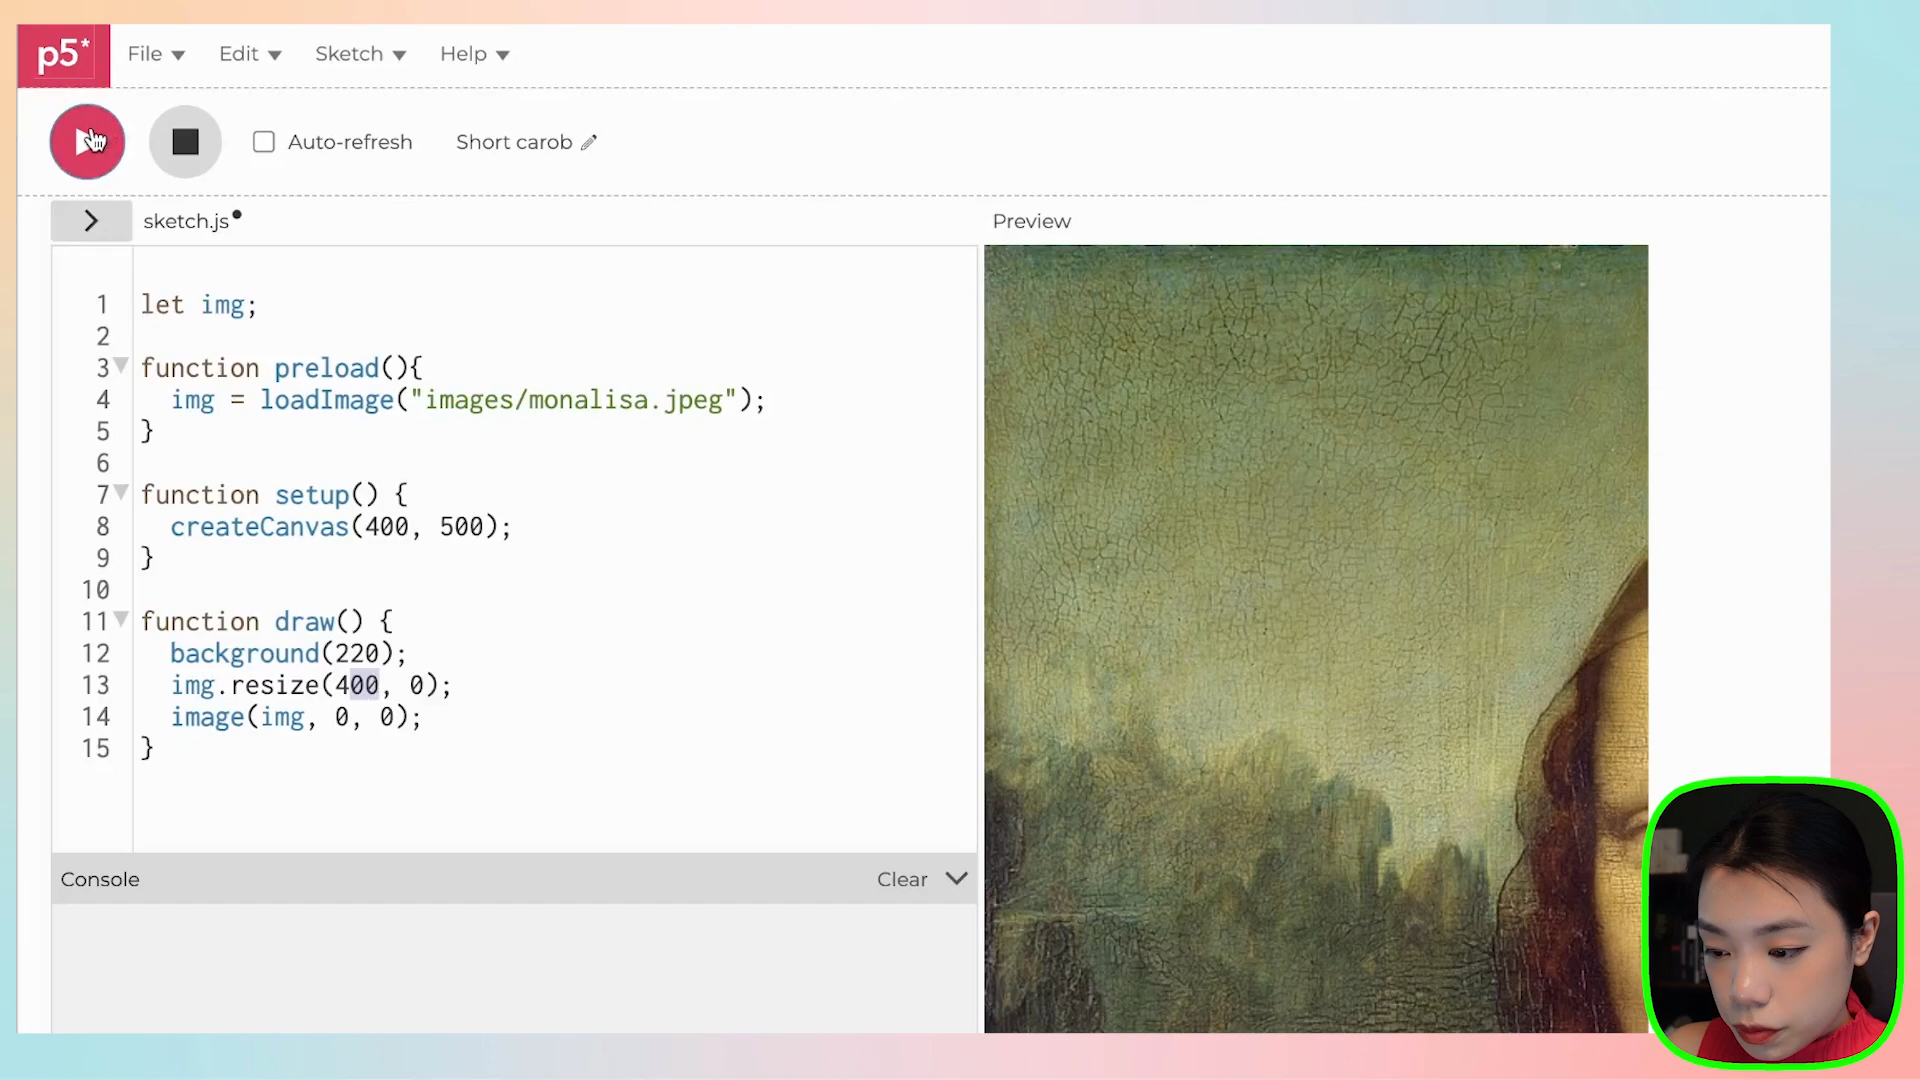 p5* File Edit Sketch Help
Auto-refresh Short carob
sketch.js Preview
1 let img;
2
3 function preload(){
4 img = loadImage("images/monalisa.jpeg");
5 }
6
7 function setup() {
8 createCanvas(400, 500);
9 }
10
11 function draw() {
12 background(220);
13 img.resize(400, 0);
14 image(img, 0, 0);
15 }
Console Clear